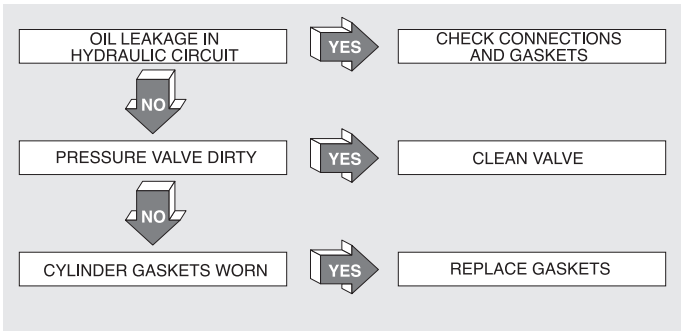 OIL LEAKAGE IN
HYDRAULIC CIRCUIT
YES
CHECK CONNECTIONS
AND GASKETS
NO
PRESSURE VALVE DIRTY
YES
CLEAN VALVE
NO
CYLINDER GASKETS WORN
YES
REPLACE GASKETS